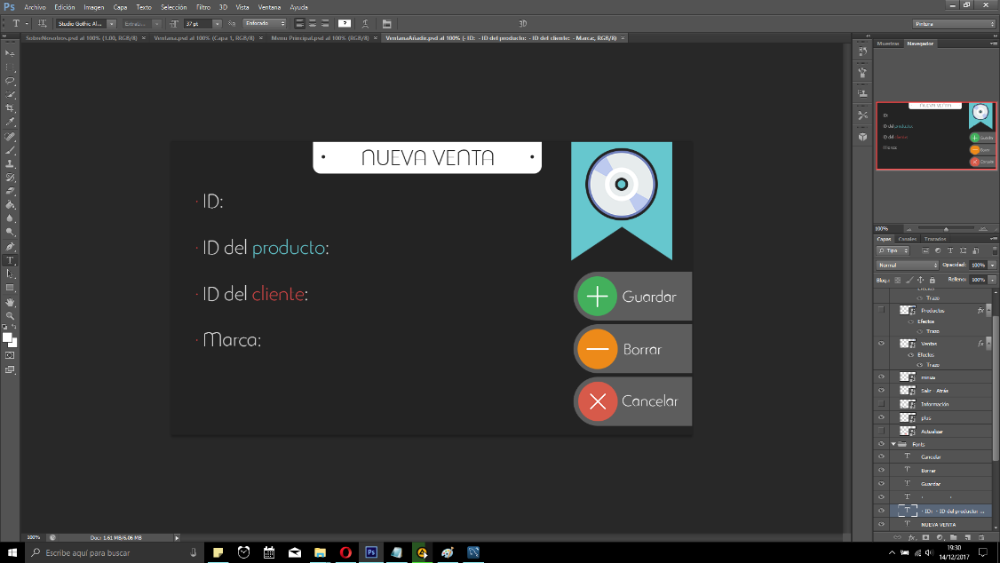 Ps Archivo Edición Imagen Capa Texto Selección Filtro 3D Vista Ventana Ayuda
T Studio Gothic Al... Extrac... 37 pt Enfocado 3D Pintura
SobreNosotros.psd al 100% (1.00, RGB/8) × Ventana.psd al 100% (Capa 1, RGB/8) × Menu Principal.psd al 100% (RGB/8) × VentanaAñadir.psd al 100% (· ID: · ID del producto: · ID del cliente: · Marca:, RGB/8) ×
Muestras Navegador
NUEVA VENTA
· ID:
· ID del producto:
· ID del cliente:
· Marca:
Guardar
Borrar
Cancelar
NUEVA VENTA
ID:
ID del producto:
ID del cliente:
Marca:
Guardar
Borrar
Cancelar
100%
Capas Canales Trazados
Tipo
Normal Opacidad: 100%
Bloq.: Relleno: 100%
Trazo
Productos fx
Efectos
Trazo
Ventas fx
Efectos
Trazo
minus
Salir - Atrás
Información
plus
Actualizar
Fonts
T Cancelar
T Borrar
T Guardar
T
T · ID: · ID del producto: ...
T NUEVA VENTA
100% Doc: 1.61 MB/6.06 MB
Escribe aquí para buscar
19:30
14/12/2017